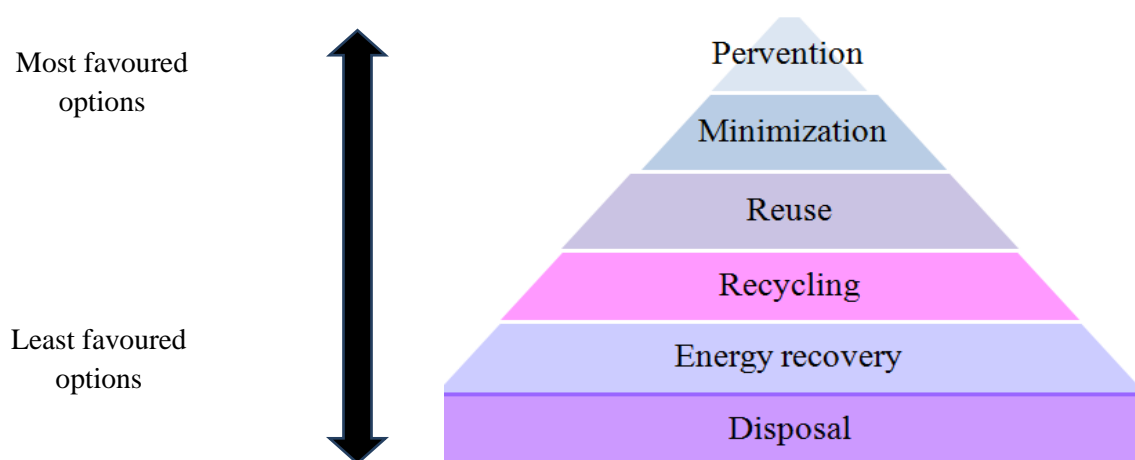 Most favoured
options
Pervention
Minimization
Reuse
Recycling
Least favoured
options
Energy recovery
Disposal